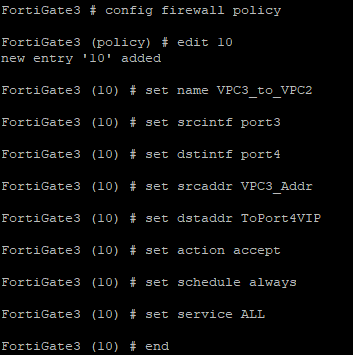 FortiGate3 # config firewall policy
FortiGate3 (policy) # edit 10
new entry '10' added
FortiGate3 (10) # set name VPC3_to_VPC2
FortiGate3 (10) # set srcintf port3
FortiGate3 (10) # set dstintf port4
FortiGate3 (10) # set srcaddr VPC3_Addr
FortiGate3 (10) # set dstaddr ToPort4VIP
FortiGate3 (10) # set action accept
FortiGate3 (10) # set schedule always
FortiGate3 (10) # set service ALL
FortiGate3 (10) # end